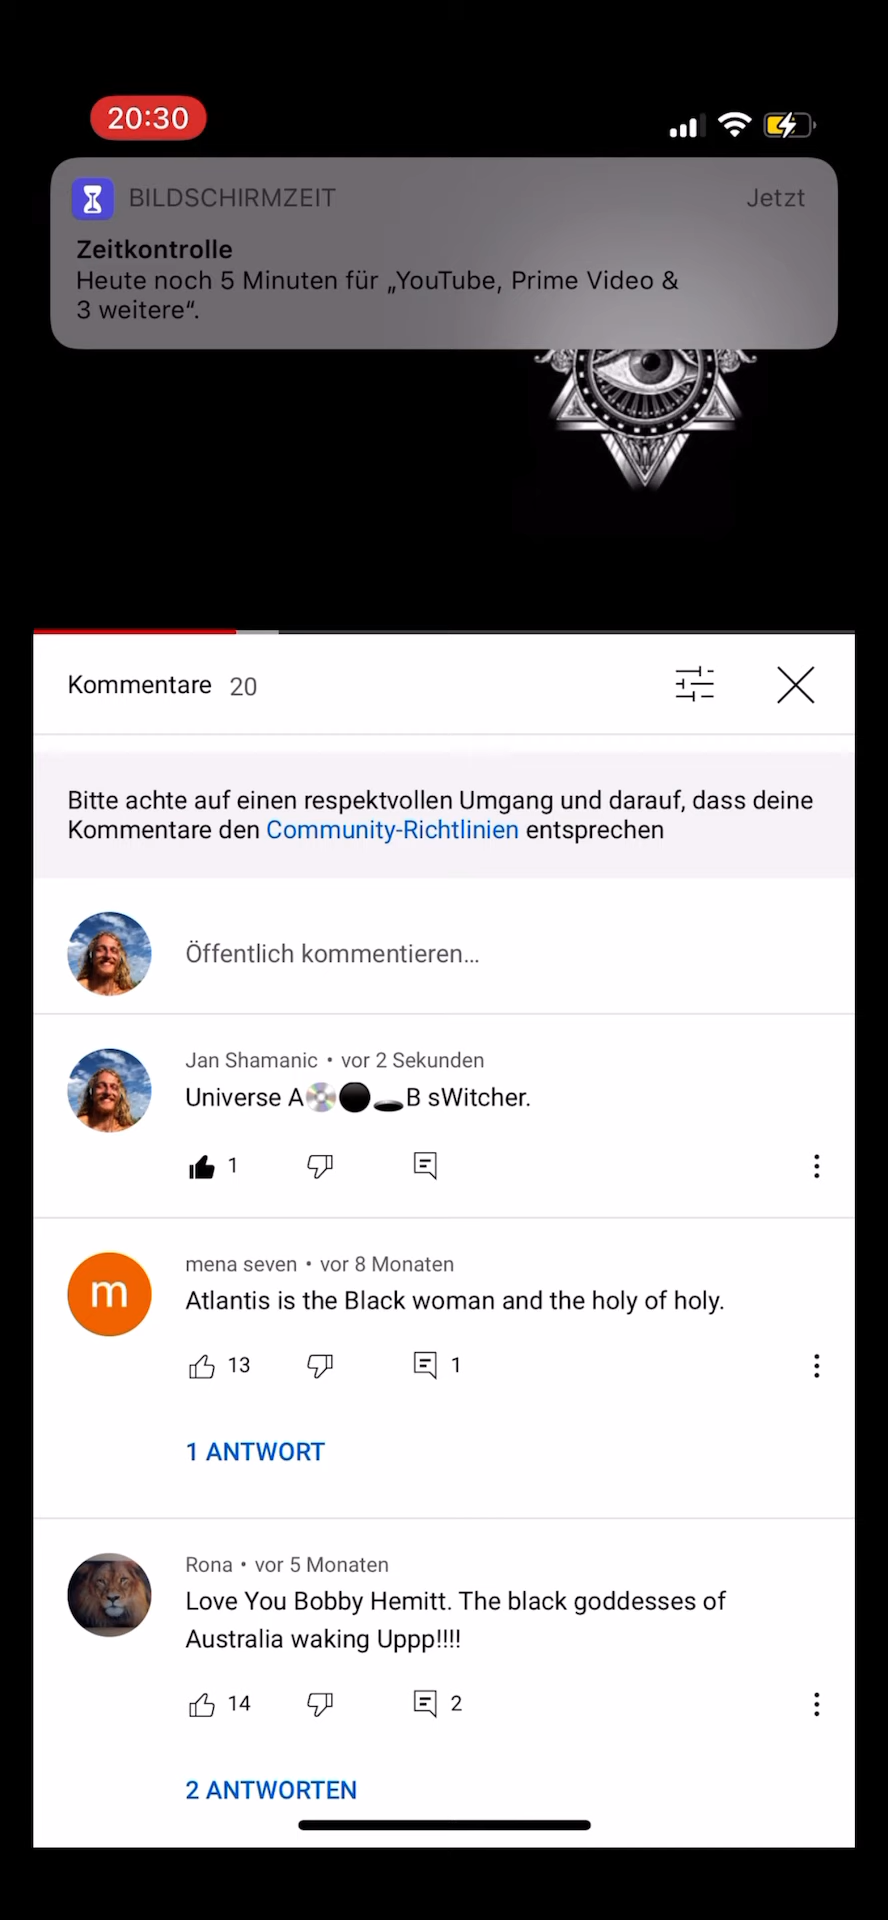 20:30
BILDSCHIRMZEIT
Jetzt
Zeitkontrolle
Heute noch 5 Minuten für „YouTube, Prime Video &
3 weitere“.
Kommentare 20
Bitte achte auf einen respektvollen Umgang und darauf, dass deine
Kommentare den Community-Richtlinien entsprechen
Öffentlich kommentieren...
Jan Shamanic • vor 2 Sekunden
Universe A💿⚫🕳️B sWitcher.
1
m
mena seven • vor 8 Monaten
Atlantis is the Black woman and the holy of holy.
13 1
1 ANTWORT
Rona • vor 5 Monaten
Love You Bobby Hemitt. The black goddesses of
Australia waking Uppp!!!!
14 2
2 ANTWORTEN